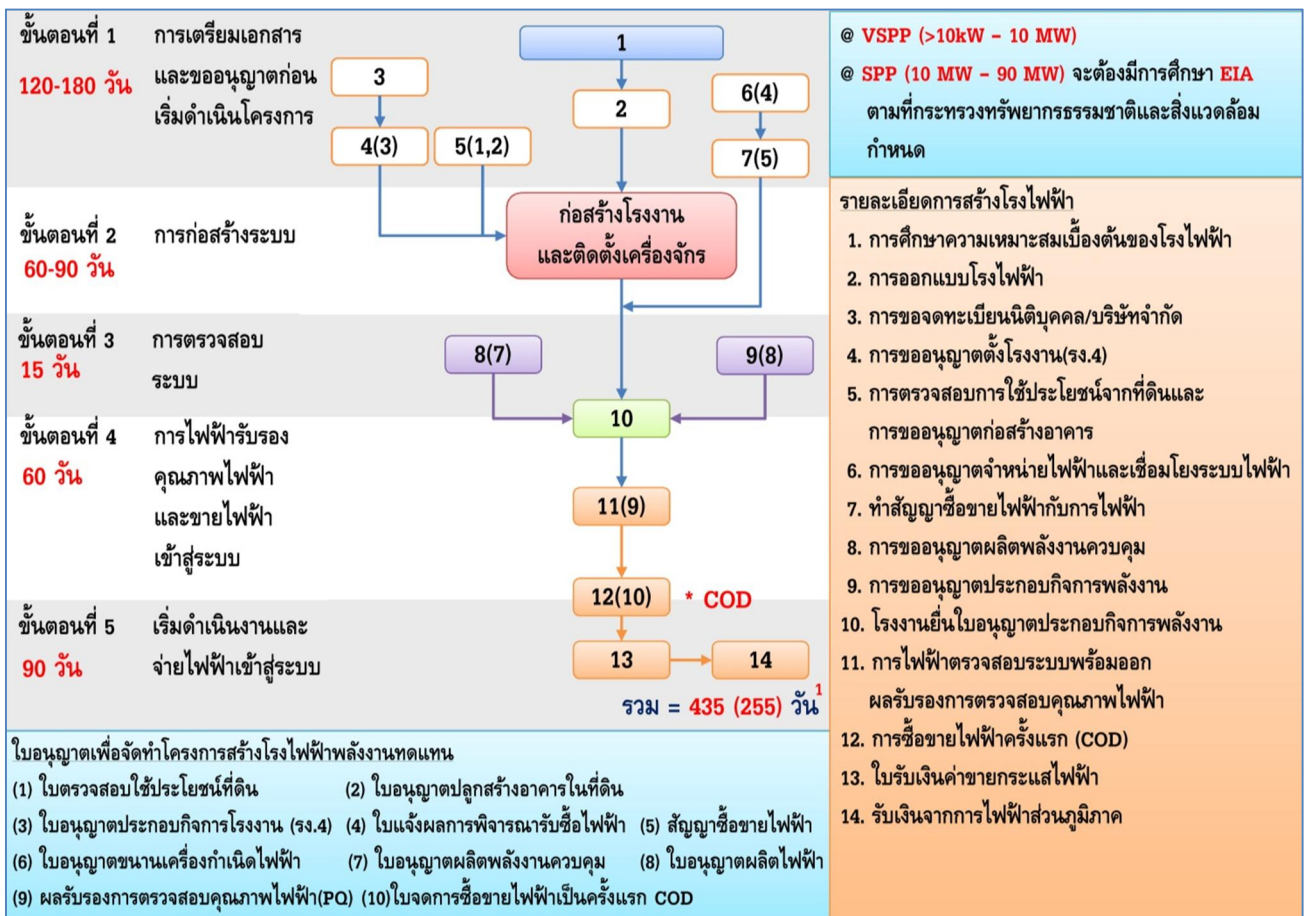 ขั้นตอนที่ 1 การเตรียมเอกสาร
120-180 วัน และขออนุญาตก่อน
เริ่มดำเนินโครงการ
1
3
2
6(4)
4(3)
5(1,2)
7(5)
ขั้นตอนที่ 2 การก่อสร้างระบบ
60-90 วัน
ก่อสร้างโรงงาน
และติดตั้งเครื่องจักร
ขั้นตอนที่ 3 การตรวจสอบ
15 วัน
ระบบ
8(7)
9(8)
10
ขั้นตอนที่ 4 การไฟฟ้ารับรอง
60 วัน คุณภาพไฟฟ้า
และขายไฟฟ้า
เข้าสู่ระบบ
11(9)
12(10) * COD
ขั้นตอนที่ 5 เริ่มดำเนินงานและ
90 วัน จ่ายไฟฟ้าเข้าสู่ระบบ
13
14
รวม = 435 (255) วัน1
@ VSPP (>10kW – 10 MW)
@ SPP (10 MW – 90 MW) จะต้องมีการศึกษา EIA
ตามที่กระทรวงทรัพยากรธรรมชาติและสิ่งแวดล้อม
กำหนด
รายละเอียดการสร้างโรงไฟฟ้า
1. การศึกษาความเหมาะสมเบื้องต้นของโรงไฟฟ้า
2. การออกแบบโรงไฟฟ้า
3. การขอจดทะเบียนนิติบุคคล/บริษัทจำกัด
4. การขออนุญาตตั้งโรงงาน(รง.4)
5. การตรวจสอบการใช้ประโยชน์จากที่ดินและ
การขออนุญาตก่อสร้างอาคาร
6. การขออนุญาตจำหน่ายไฟฟ้าและเชื่อมโยงระบบไฟฟ้า
7. ทำสัญญาซื้อขายไฟฟ้ากับการไฟฟ้า
8. การขออนุญาตผลิตพลังงานควบคุม
9. การขออนุญาตประกอบกิจการพลังงาน
10. โรงงานยื่นใบอนุญาตประกอบกิจการพลังงาน
11. การไฟฟ้าตรวจสอบระบบพร้อมออก
ผลรับรองการตรวจสอบคุณภาพไฟฟ้า
12. การซื้อขายไฟฟ้าครั้งแรก (COD)
13. ใบรับเงินค่าขายกระแสไฟฟ้า
14. รับเงินจากการไฟฟ้าส่วนภูมิภาค
ใบอนุญาตเพื่อจัดทำโครงการสร้างโรงไฟฟ้าพลังงานทดแทน
(1) ใบตรวจสอบใช้ประโยชน์ที่ดิน (2) ใบอนุญาตปลูกสร้างอาคารในที่ดิน
(3) ใบอนุญาตประกอบกิจการโรงงาน (รง.4) (4) ใบแจ้งผลการพิจารณารับซื้อไฟฟ้า (5) สัญญาซื้อขายไฟฟ้า
(6) ใบอนุญาตขนานเครื่องกำเนิดไฟฟ้า (7) ใบอนุญาตผลิตพลังงานควบคุม (8) ใบอนุญาตผลิตไฟฟ้า
(9) ผลรับรองการตรวจสอบคุณภาพไฟฟ้า(PQ) (10)ใบจดการซื้อขายไฟฟ้าเป็นครั้งแรก COD